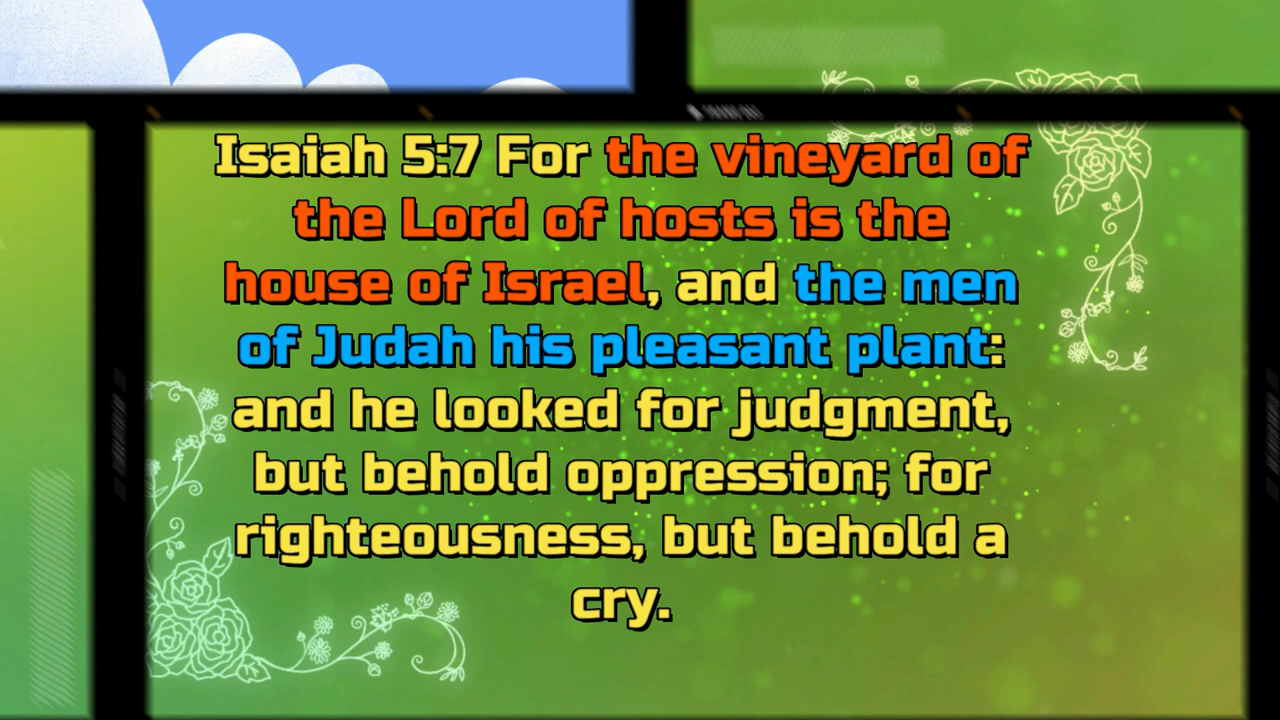 Isaiah 5:7 For the vineyard of
the Lord of hosts is the
house of Israel, and the men
of Judah his pleasant plant:
and he looked for judgment,
but behold oppression; for
righteousness, but behold a
cry.